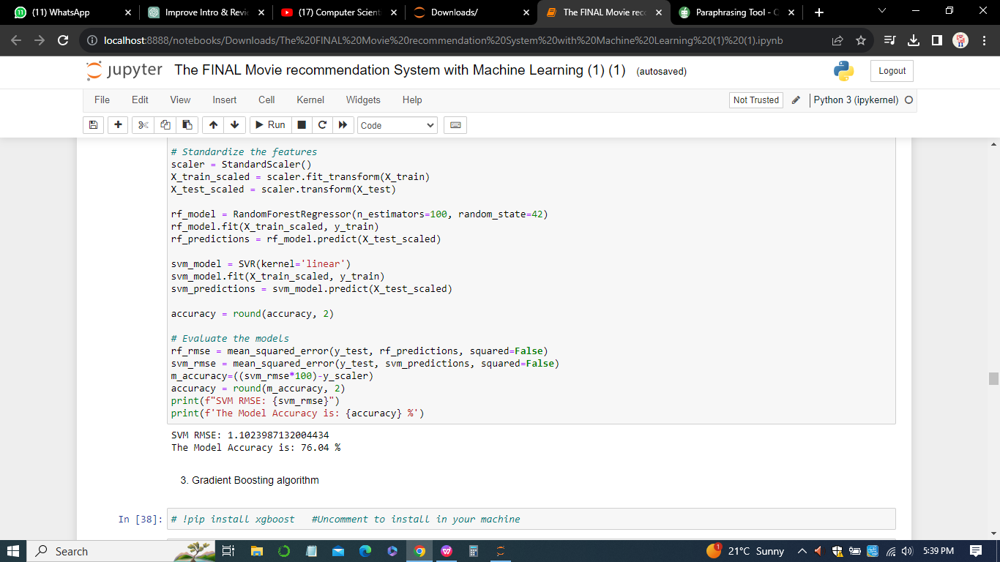 (11) WhatsApp
Improve Intro & Revie
(17) Computer Scienti
Downloads/
The FINAL Movie rec
Paraphrasing Tool - Q
localhost:8888/notebooks/Downloads/The%20FINAL%20Movie%20recommendation%20System%20with%20Machine%20Learning%20(1)%20(1).ipynb
jupyter The FINAL Movie recommendation System with Machine Learning (1) (1) (autosaved)
Logout
File Edit View Insert Cell Kernel Widgets Help
Not Trusted
Python 3 (ipykernel)
Run
Code
# Standardize the features
scaler = StandardScaler()
X_train_scaled = scaler.fit_transform(X_train)
X_test_scaled = scaler.transform(X_test)
rf_model = RandomForestRegressor(n_estimators=100, random_state=42)
rf_model.fit(X_train_scaled, y_train)
rf_predictions = rf_model.predict(X_test_scaled)
svm_model = SVR(kernel='linear')
svm_model.fit(X_train_scaled, y_train)
svm_predictions = svm_model.predict(X_test_scaled)
accuracy = round(accuracy, 2)
# Evaluate the models
rf_rmse = mean_squared_error(y_test, rf_predictions, squared=False)
svm_rmse = mean_squared_error(y_test, svm_predictions, squared=False)
m_accuracy=((svm_rmse*100)-y_scaler)
accuracy = round(m_accuracy, 2)
print(f"SVM RMSE: {svm_rmse}")
print(f'The Model Accuracy is: {accuracy} %')
SVM RMSE: 1.1023987132004434
The Model Accuracy is: 76.04 %
3. Gradient Boosting algorithm
In [38]: # !pip install xgboost   #Uncomment to install in your machine
Search
1
21°C Sunny
5:39 PM